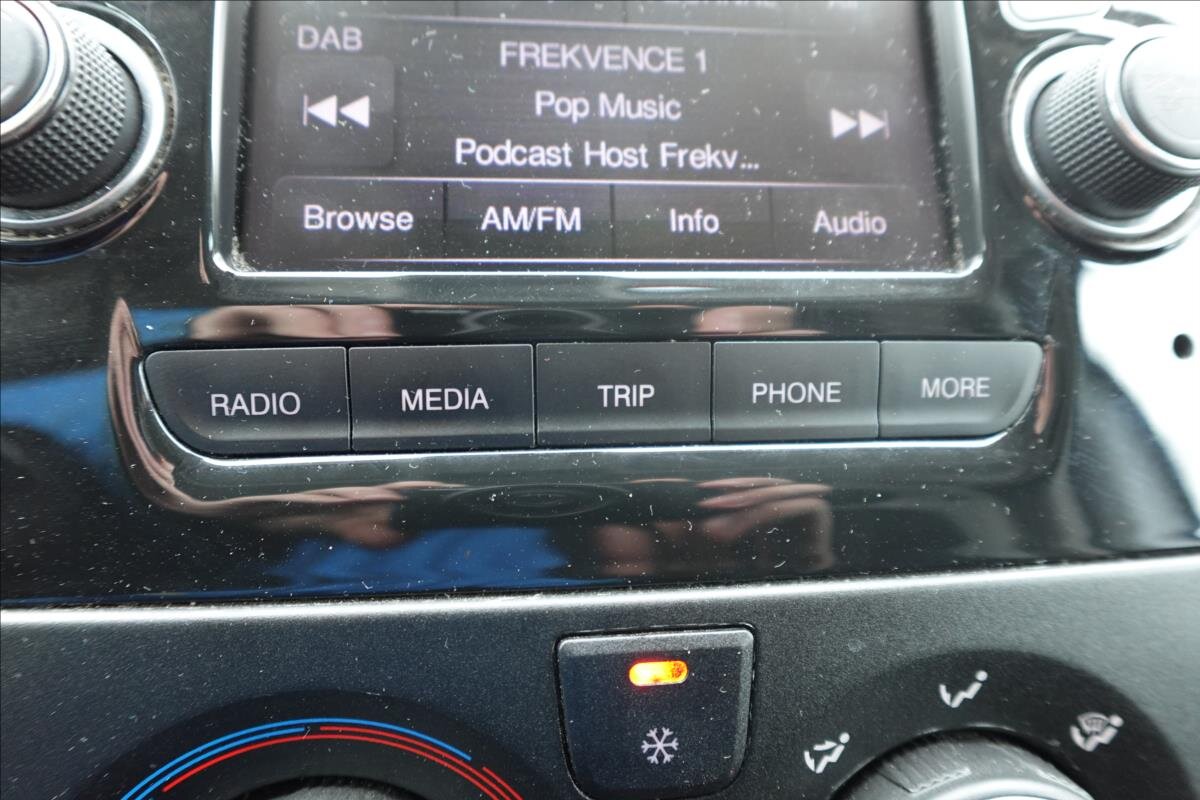 DAB
FREKVENCE 1
Pop Music
Podcast Host Frekv...
Browse
AM/FM
Info
Audio
RADIO
MEDIA
TRIP
PHONE
MORE